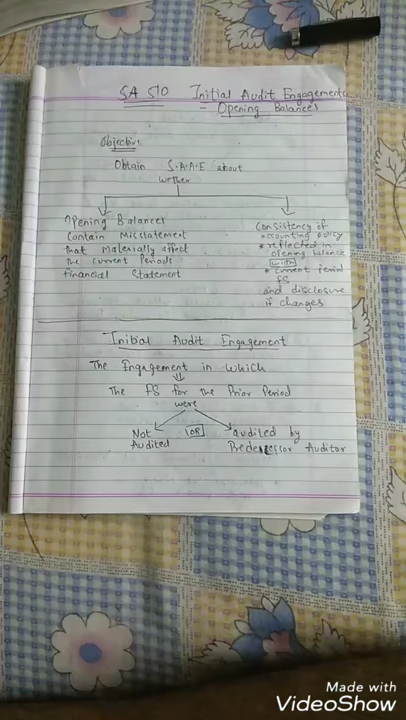 SA 510 Initial Audit Engagements
= Opening Balances
Objective
Obtain S.A.A.E about
wether
Opening Balances
Contain Misstatement
that Materially affect
the current Periods
Financial Statement
Consistency of
accounting policy
* reflected in
opening balance
with
* current period
FS
and disclosure
if changes
Initial Audit Engagement
The Engagement in which
The FS for the Prior Period
were
Not
Audited
OR
audited by
Predecessor Auditor
Made with
VideoShow